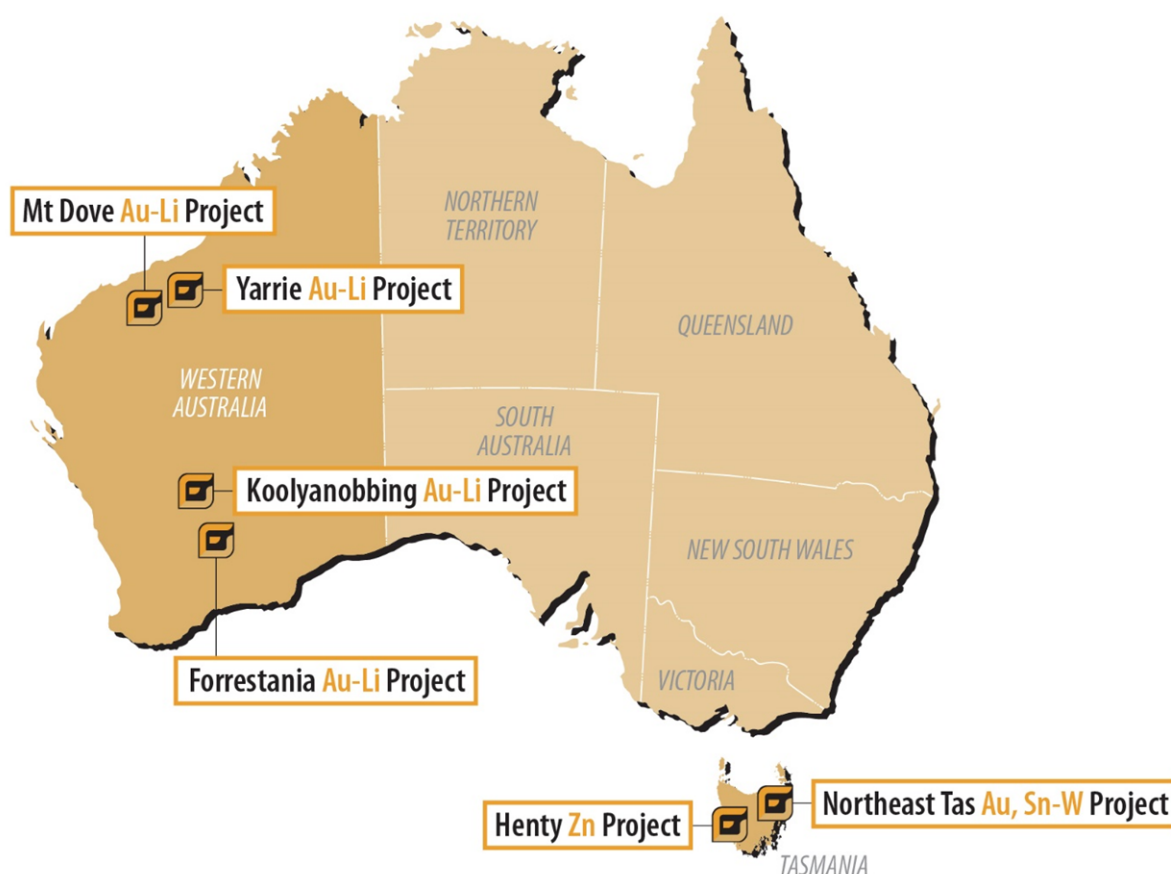 NORTHERN
TERRITORY
Mt Dove Au-Li Project
Yarrie Au-Li Project
QUEENSLAND
WESTERN
AUSTRALIA
SOUTH
AUSTRALIA
Koolyanobbing Au-Li Project
NEW SOUTH WALES
Forrestania Au-Li Project
VICTORIA
Northeast Tas Au, Sn-W Project
Henty Zn Project
TASMANIA